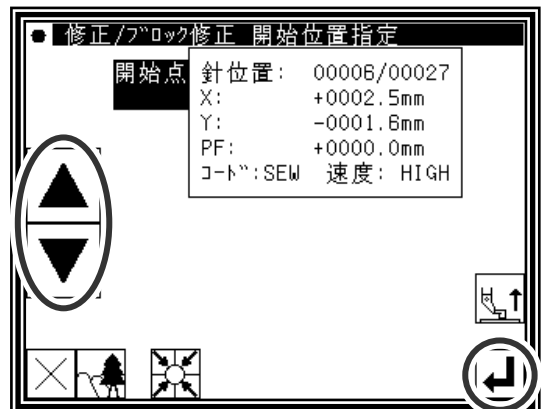 修正/ブロック修正 開始位置指定
開始点
針位置: 00006/00027
X: +0002.5mm
Y: -0001.6mm
PF: +0000.0mm
コード:SEW 速度: HIGH